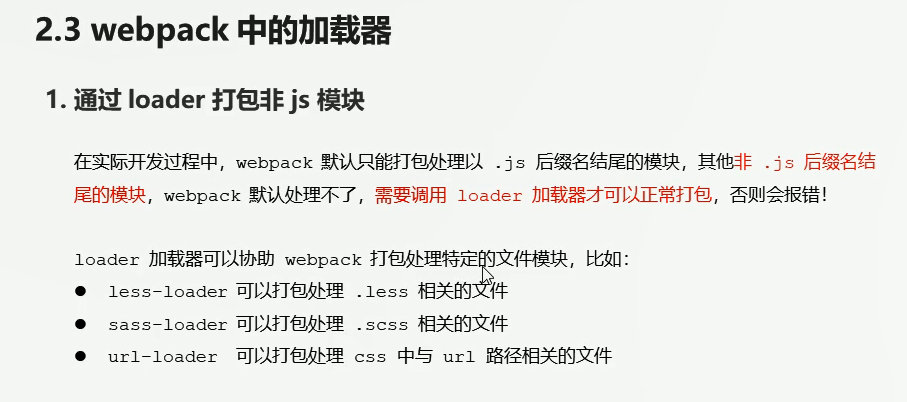 2.3 webpack 中的加载器
1. 通过 loader 打包非 js 模块
在实际开发过程中，webpack 默认只能打包处理以 .js 后缀名结尾的模块，其他非 .js 后缀名结
尾的模块，webpack 默认处理不了，需要调用 loader 加载器才可以正常打包，否则会报错！
loader 加载器可以协助 webpack 打包处理特定的文件模块，比如：
● less-loader 可以打包处理 .less 相关的文件
● sass-loader 可以打包处理 .scss 相关的文件
● url-loader 可以打包处理 css 中与 url 路径相关的文件